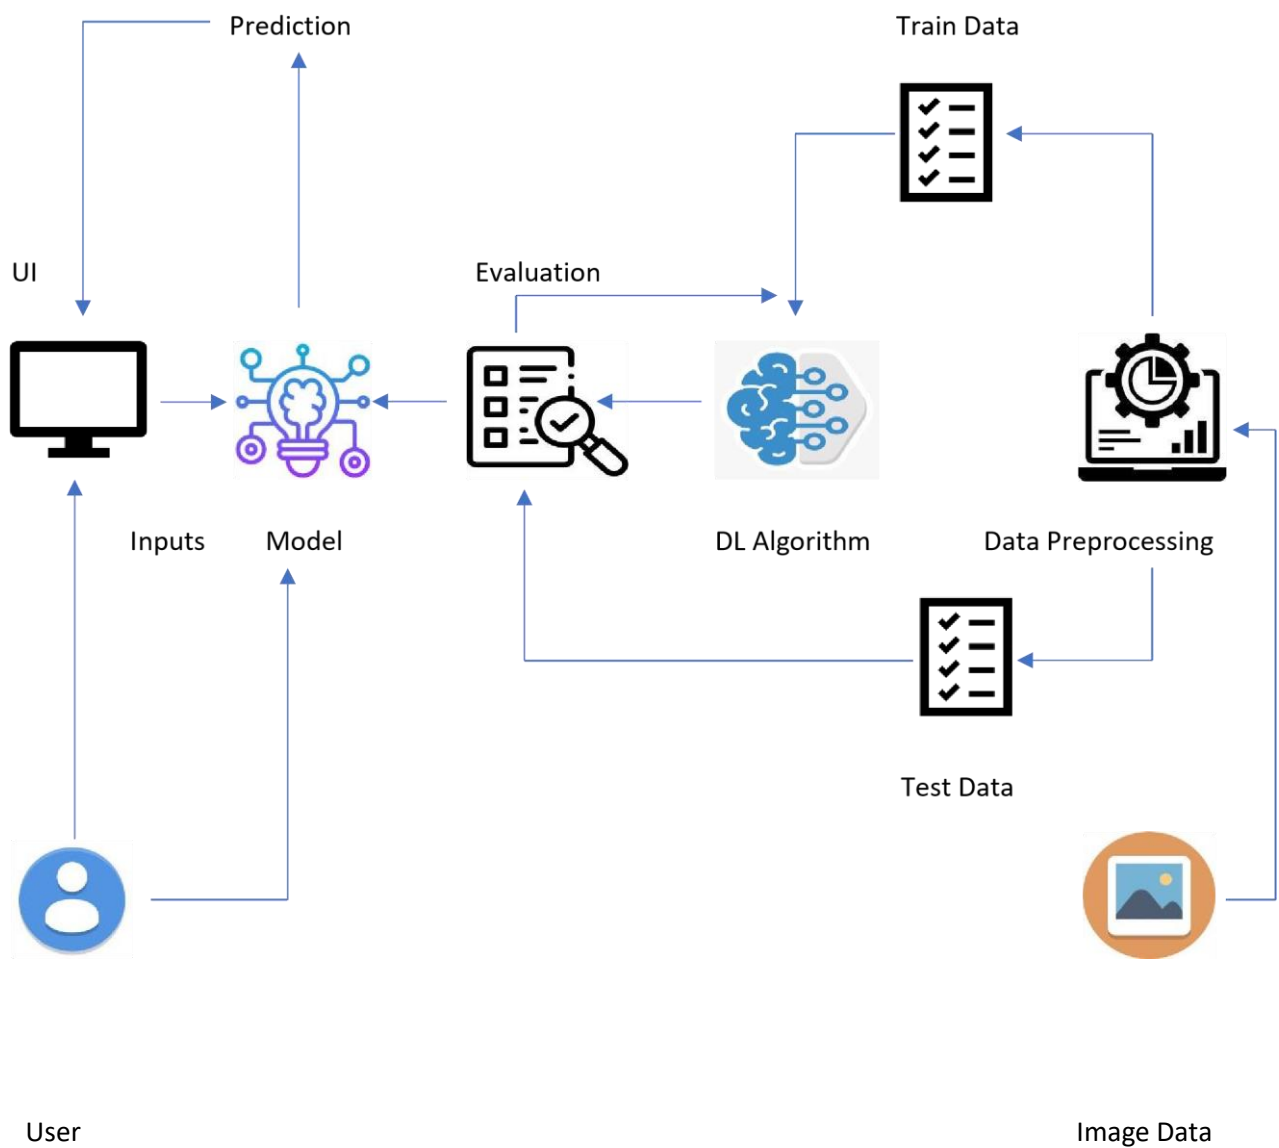 Prediction
Train Data
UI
Evaluation
Inputs
Model
DL Algorithm
Data Preprocessing
Test Data
User
Image Data